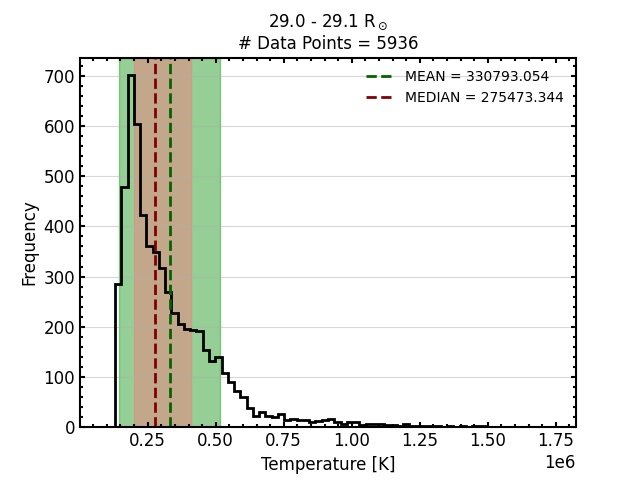 29.0 - 29.1 R⊙
# Data Points = 5936
MEAN = 330793.054
MEDIAN = 275473.344
Frequency
700
600
500
400
300
200
100
0
0.25 0.50 0.75 1.00 1.25 1.50 1.75
1e6
Temperature [K]